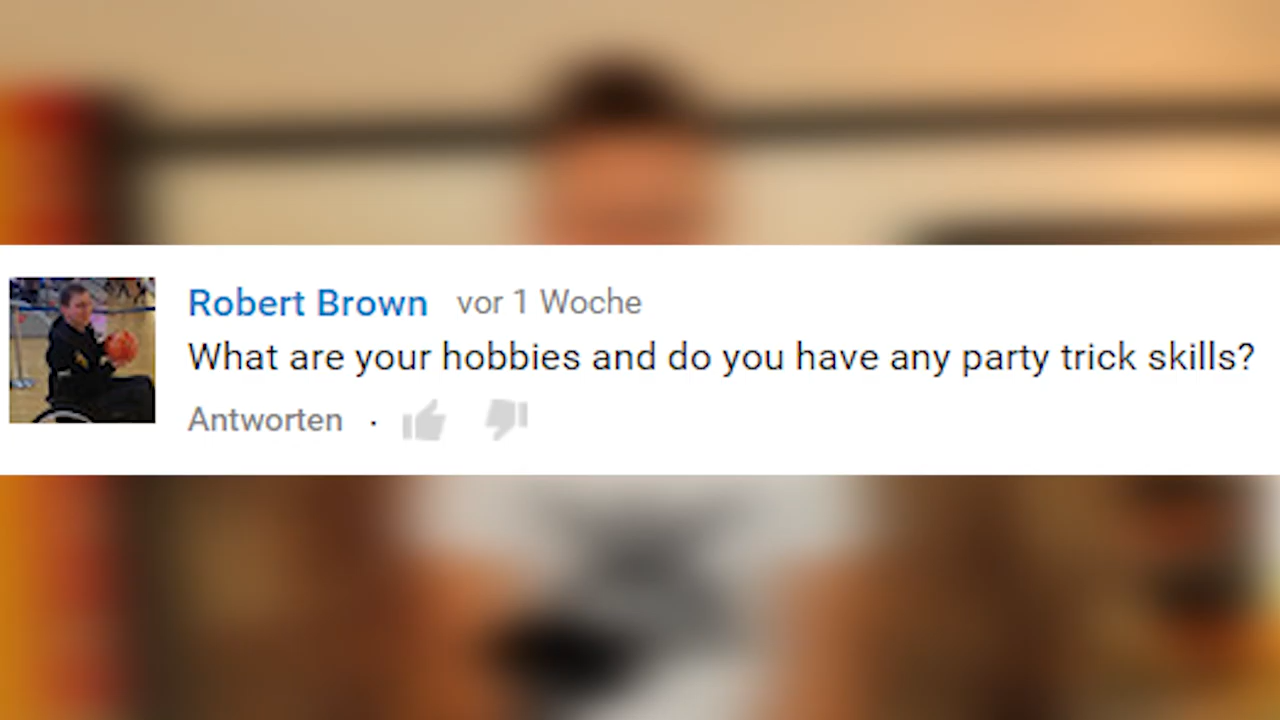 Robert Brown vor 1 Woche
What are your hobbies and do you have any party trick skills?
Antworten ·